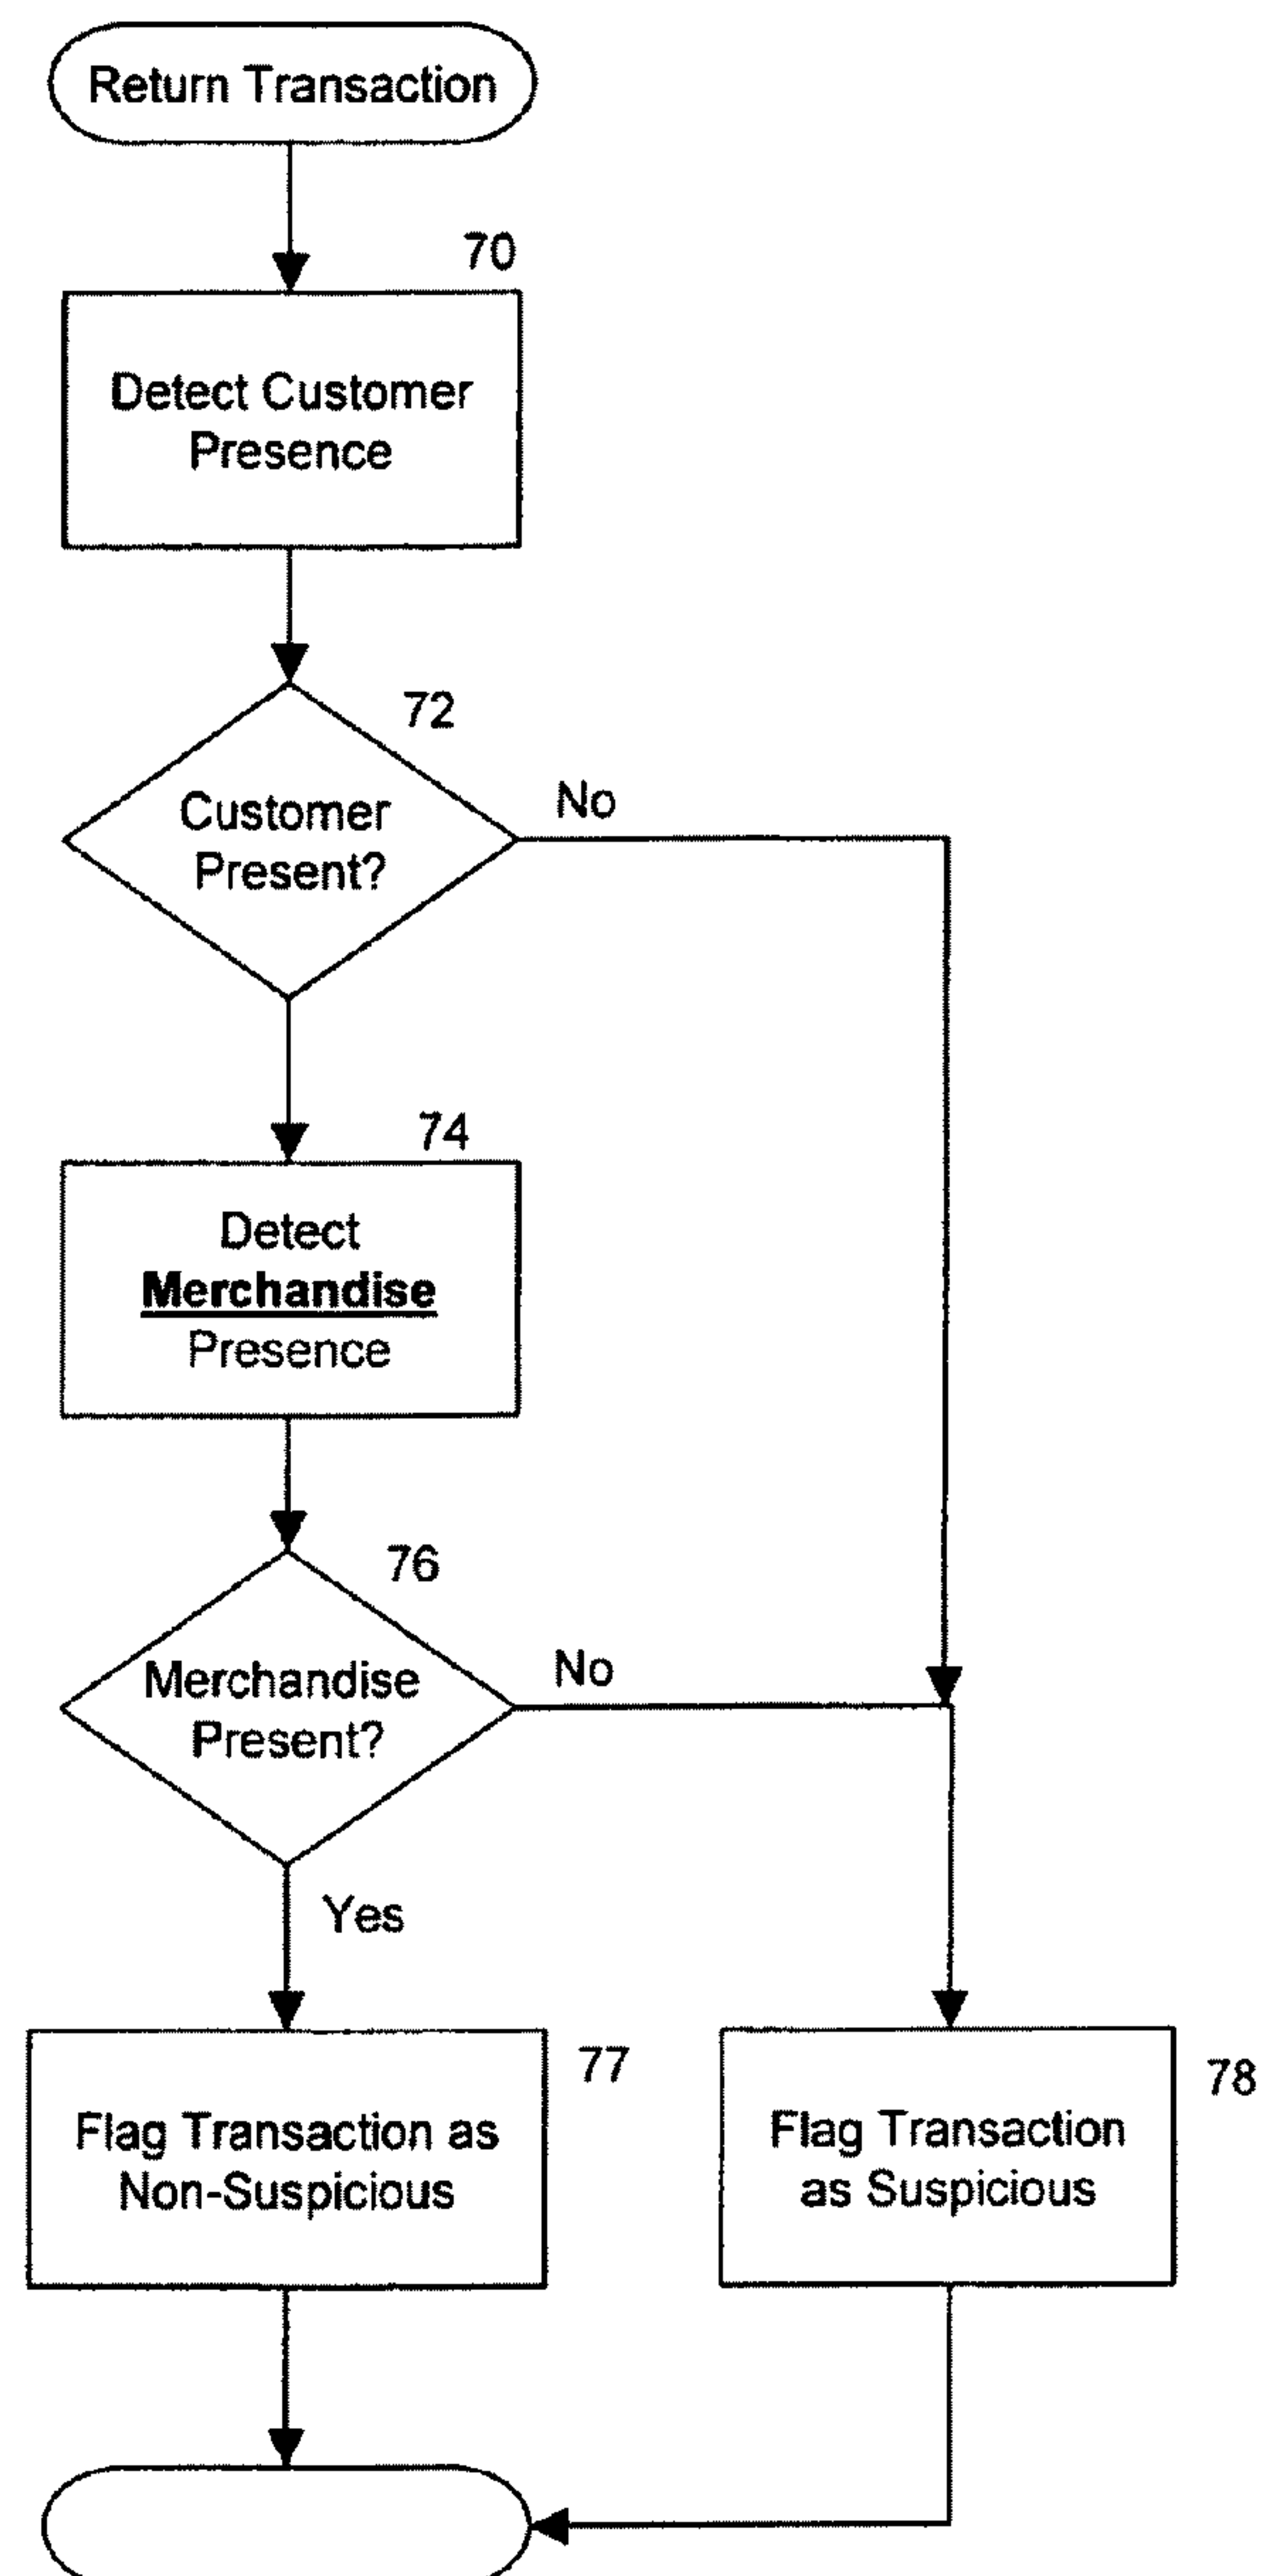 Return Transaction
70
Detect Customer
Presence
72
Customer
Present?
No
74
Detect
Merchandise
Presence
76
Merchandise
Present?
No
Yes
77
Flag Transaction as
Non-Suspicious
78
Flag Transaction
as Suspicious